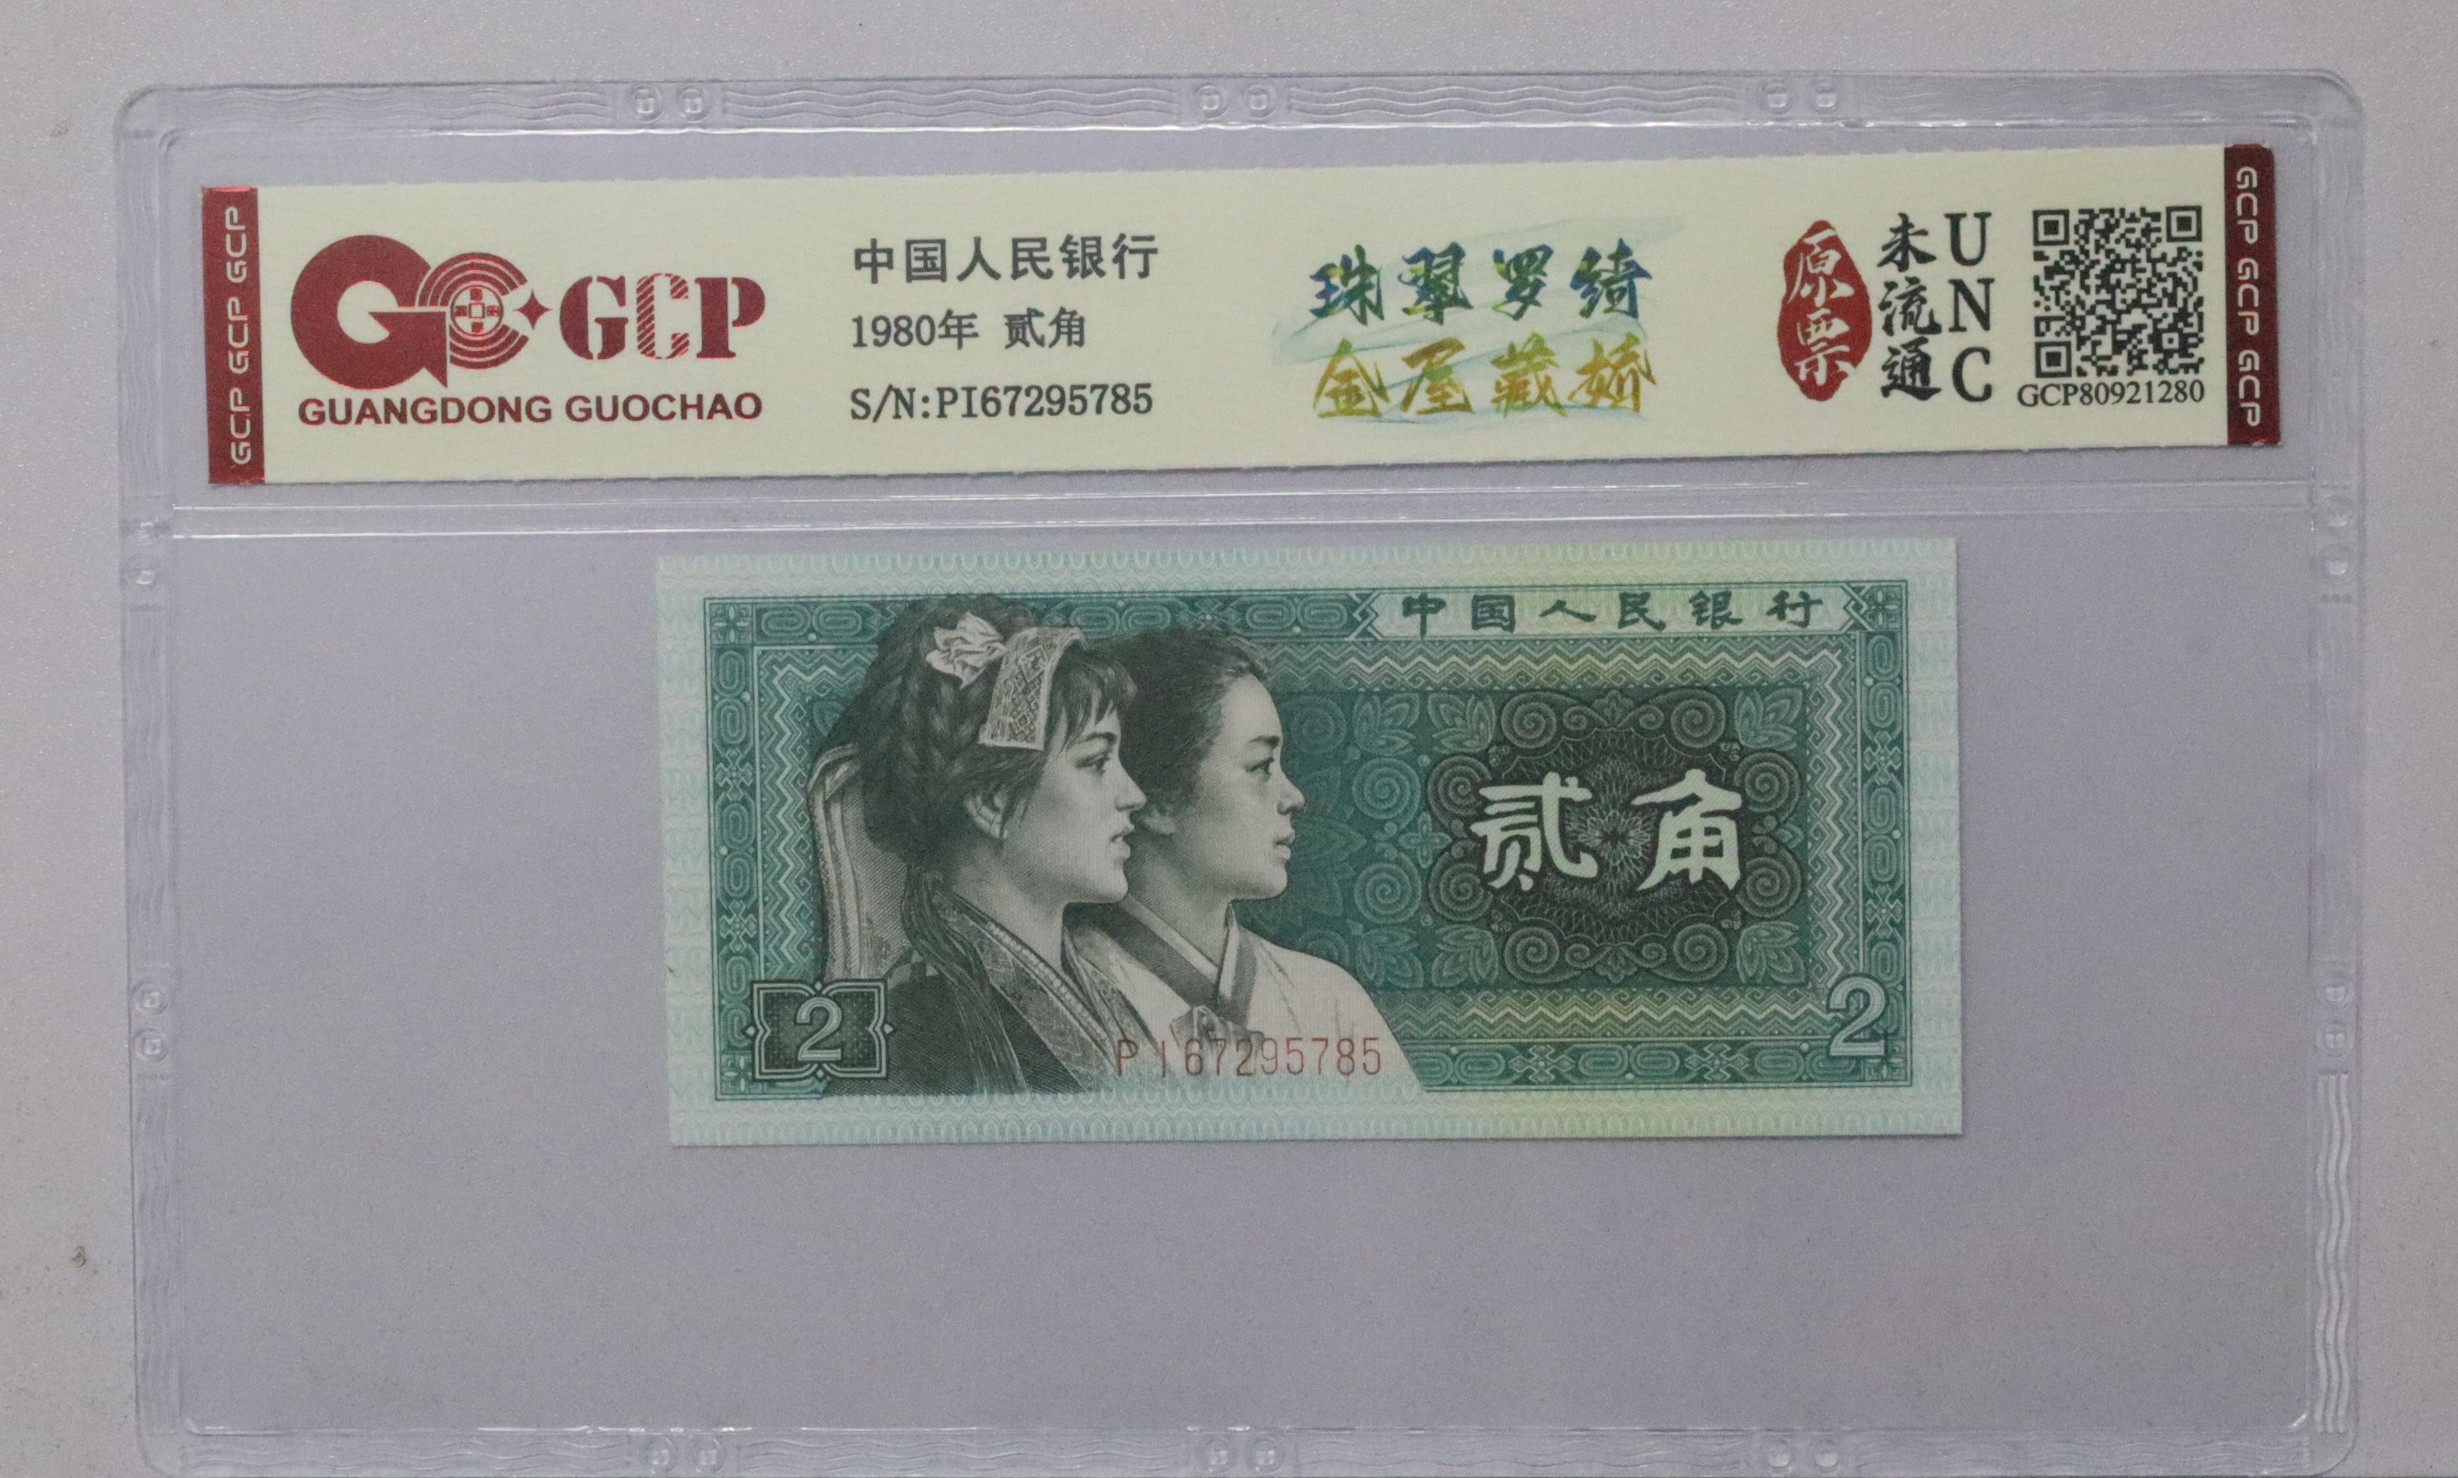 GCP GCP GCP
GCP
GUANGDONG GUOCHAO
中国人民银行
1980年 贰角
S/N:PI67295785
珠翠罗绮
金屋藏娇
原票
未流通
UNC
GCP80921280
GCP GCP GCP
中国人民银行
贰角
2
2
PI67295785